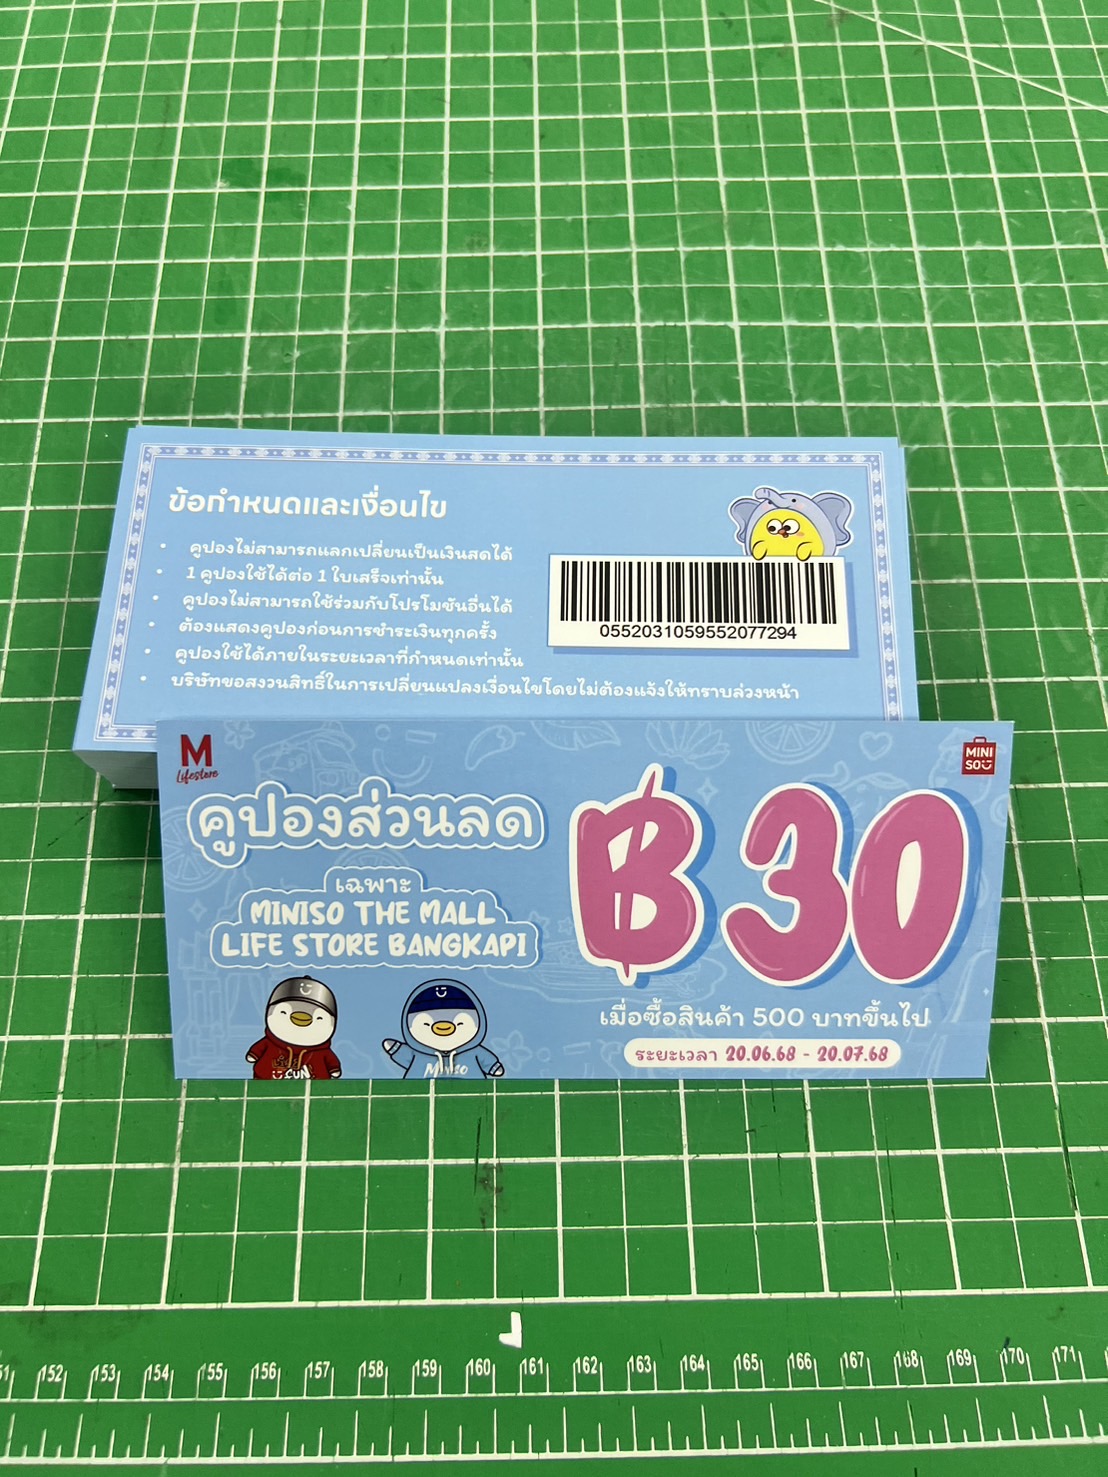 ข้อกำหนดและเงื่อนไข
• คูปองไม่สามารถแลกเปลี่ยนเป็นเงินสดได้
• 1 คูปองใช้ได้ต่อ 1 ใบเสร็จเท่านั้น
• คูปองไม่สามารถใช้ร่วมกับโปรโมชันอื่นได้
• ต้องแสดงคูปองก่อนการชำระเงินทุกครั้ง
• คูปองใช้ได้ภายในระยะเวลาที่กำหนดเท่านั้น
• บริษัทขอสงวนสิทธิ์ในการเปลี่ยนแปลงเงื่อนไขโดยไม่ต้องแจ้งให้ทราบล่วงหน้า
0552031059552077294
M
Lifestore
MINI
SO
คูปองส่วนลด
เฉพาะ
MINISO THE MALL
LIFE STORE BANGKAPI
฿ 30
เมื่อซื้อสินค้า 500 บาทขึ้นไป
ระยะเวลา 20.06.68 - 20.07.68
Miniso
152 153 154 155 156 157 158 159 160 161 162 163 164 165 166 167 168 169 170 171